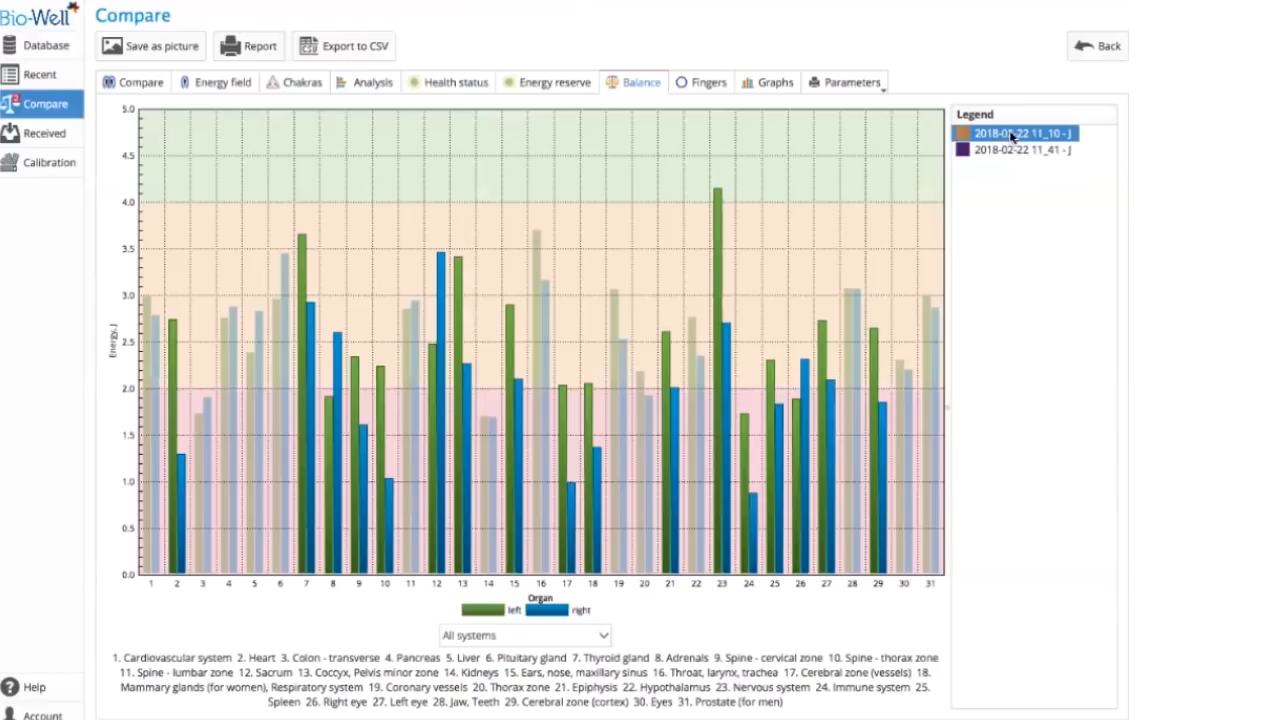 Bio-Well
Compare
Database
Recent
Compare
Received
Calibration
Help
Account
Save as picture
Report
CSV
Export to CSV
Back
Compare
Energy field
Chakras
Analysis
Health status
Energy reserve
Balance
Fingers
Graphs
Parameters
Legend
2018-02-22 11_10 - J
2018-02-22 11_41 - J
Energy, J
5.0
4.5
4.0
3.5
3.0
2.5
2.0
1.5
1.0
0.5
0.0
1 2 3 4 5 6 7 8 9 10 11 12 13 14 15 16 17 18 19 20 21 22 23 24 25 26 27 28 29 30 31
Organ
left right
All systems
1. Cardiovascular system 2. Heart 3. Colon - transverse 4. Pancreas 5. Liver 6. Pituitary gland 7. Thyroid gland 8. Adrenals 9. Spine - cervical zone 10. Spine - thorax zone
11. Spine - lumbar zone 12. Sacrum 13. Coccyx, Pelvis minor zone 14. Kidneys 15. Ears, nose, maxillary sinus 16. Throat, larynx, trachea 17. Cerebral zone (vessels) 18.
Mammary glands (for women), Respiratory system 19. Coronary vessels 20. Thorax zone 21. Epiphysis 22. Hypothalamus 23. Nervous system 24. Immune system 25.
Spleen 26. Right eye 27. Left eye 28. Jaw, Teeth 29. Cerebral zone (cortex) 30. Eyes 31. Prostate (for men)